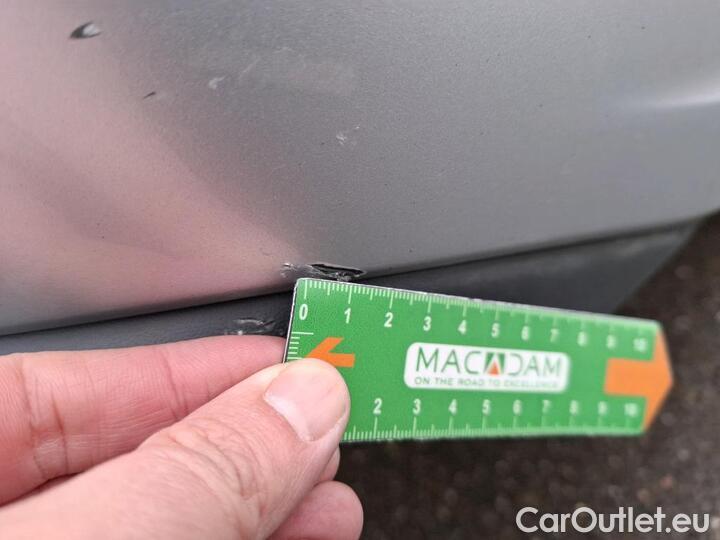 0 1 2 3 4 5 6 7 8 9 10
MACADAM
ON THE ROAD TO EXCELLENCE
2 3 4 5 6 7 8 9 10
CarOutlet.eu